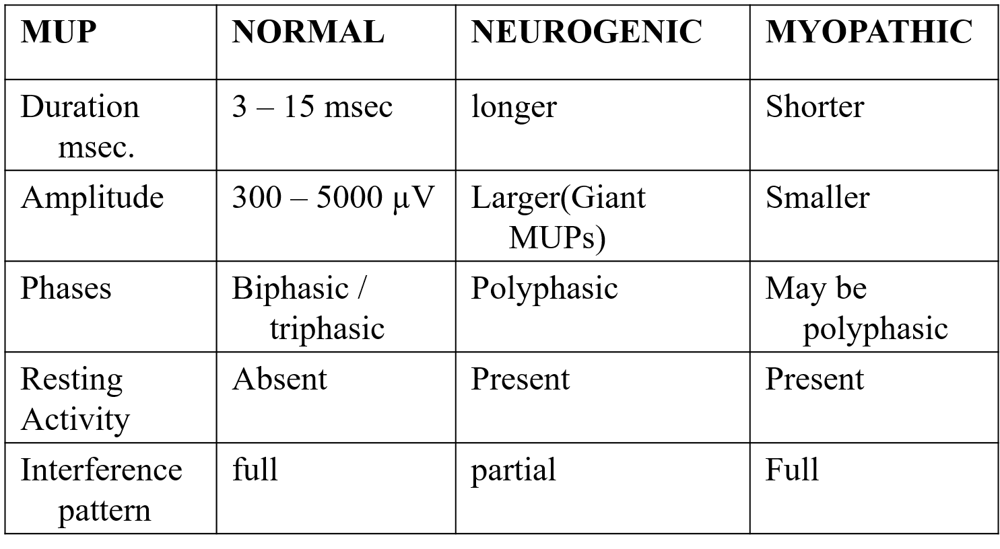 MUP NORMAL NEUROGENIC MYOPATHIC
Duration 3 – 15 msec longer Shorter
msec.
Amplitude 300 – 5000 µV Larger(Giant Smaller
MUPs)
Phases Biphasic / Polyphasic May be
triphasic polyphasic
Resting Absent Present Present
Activity
Interference full partial Full
pattern